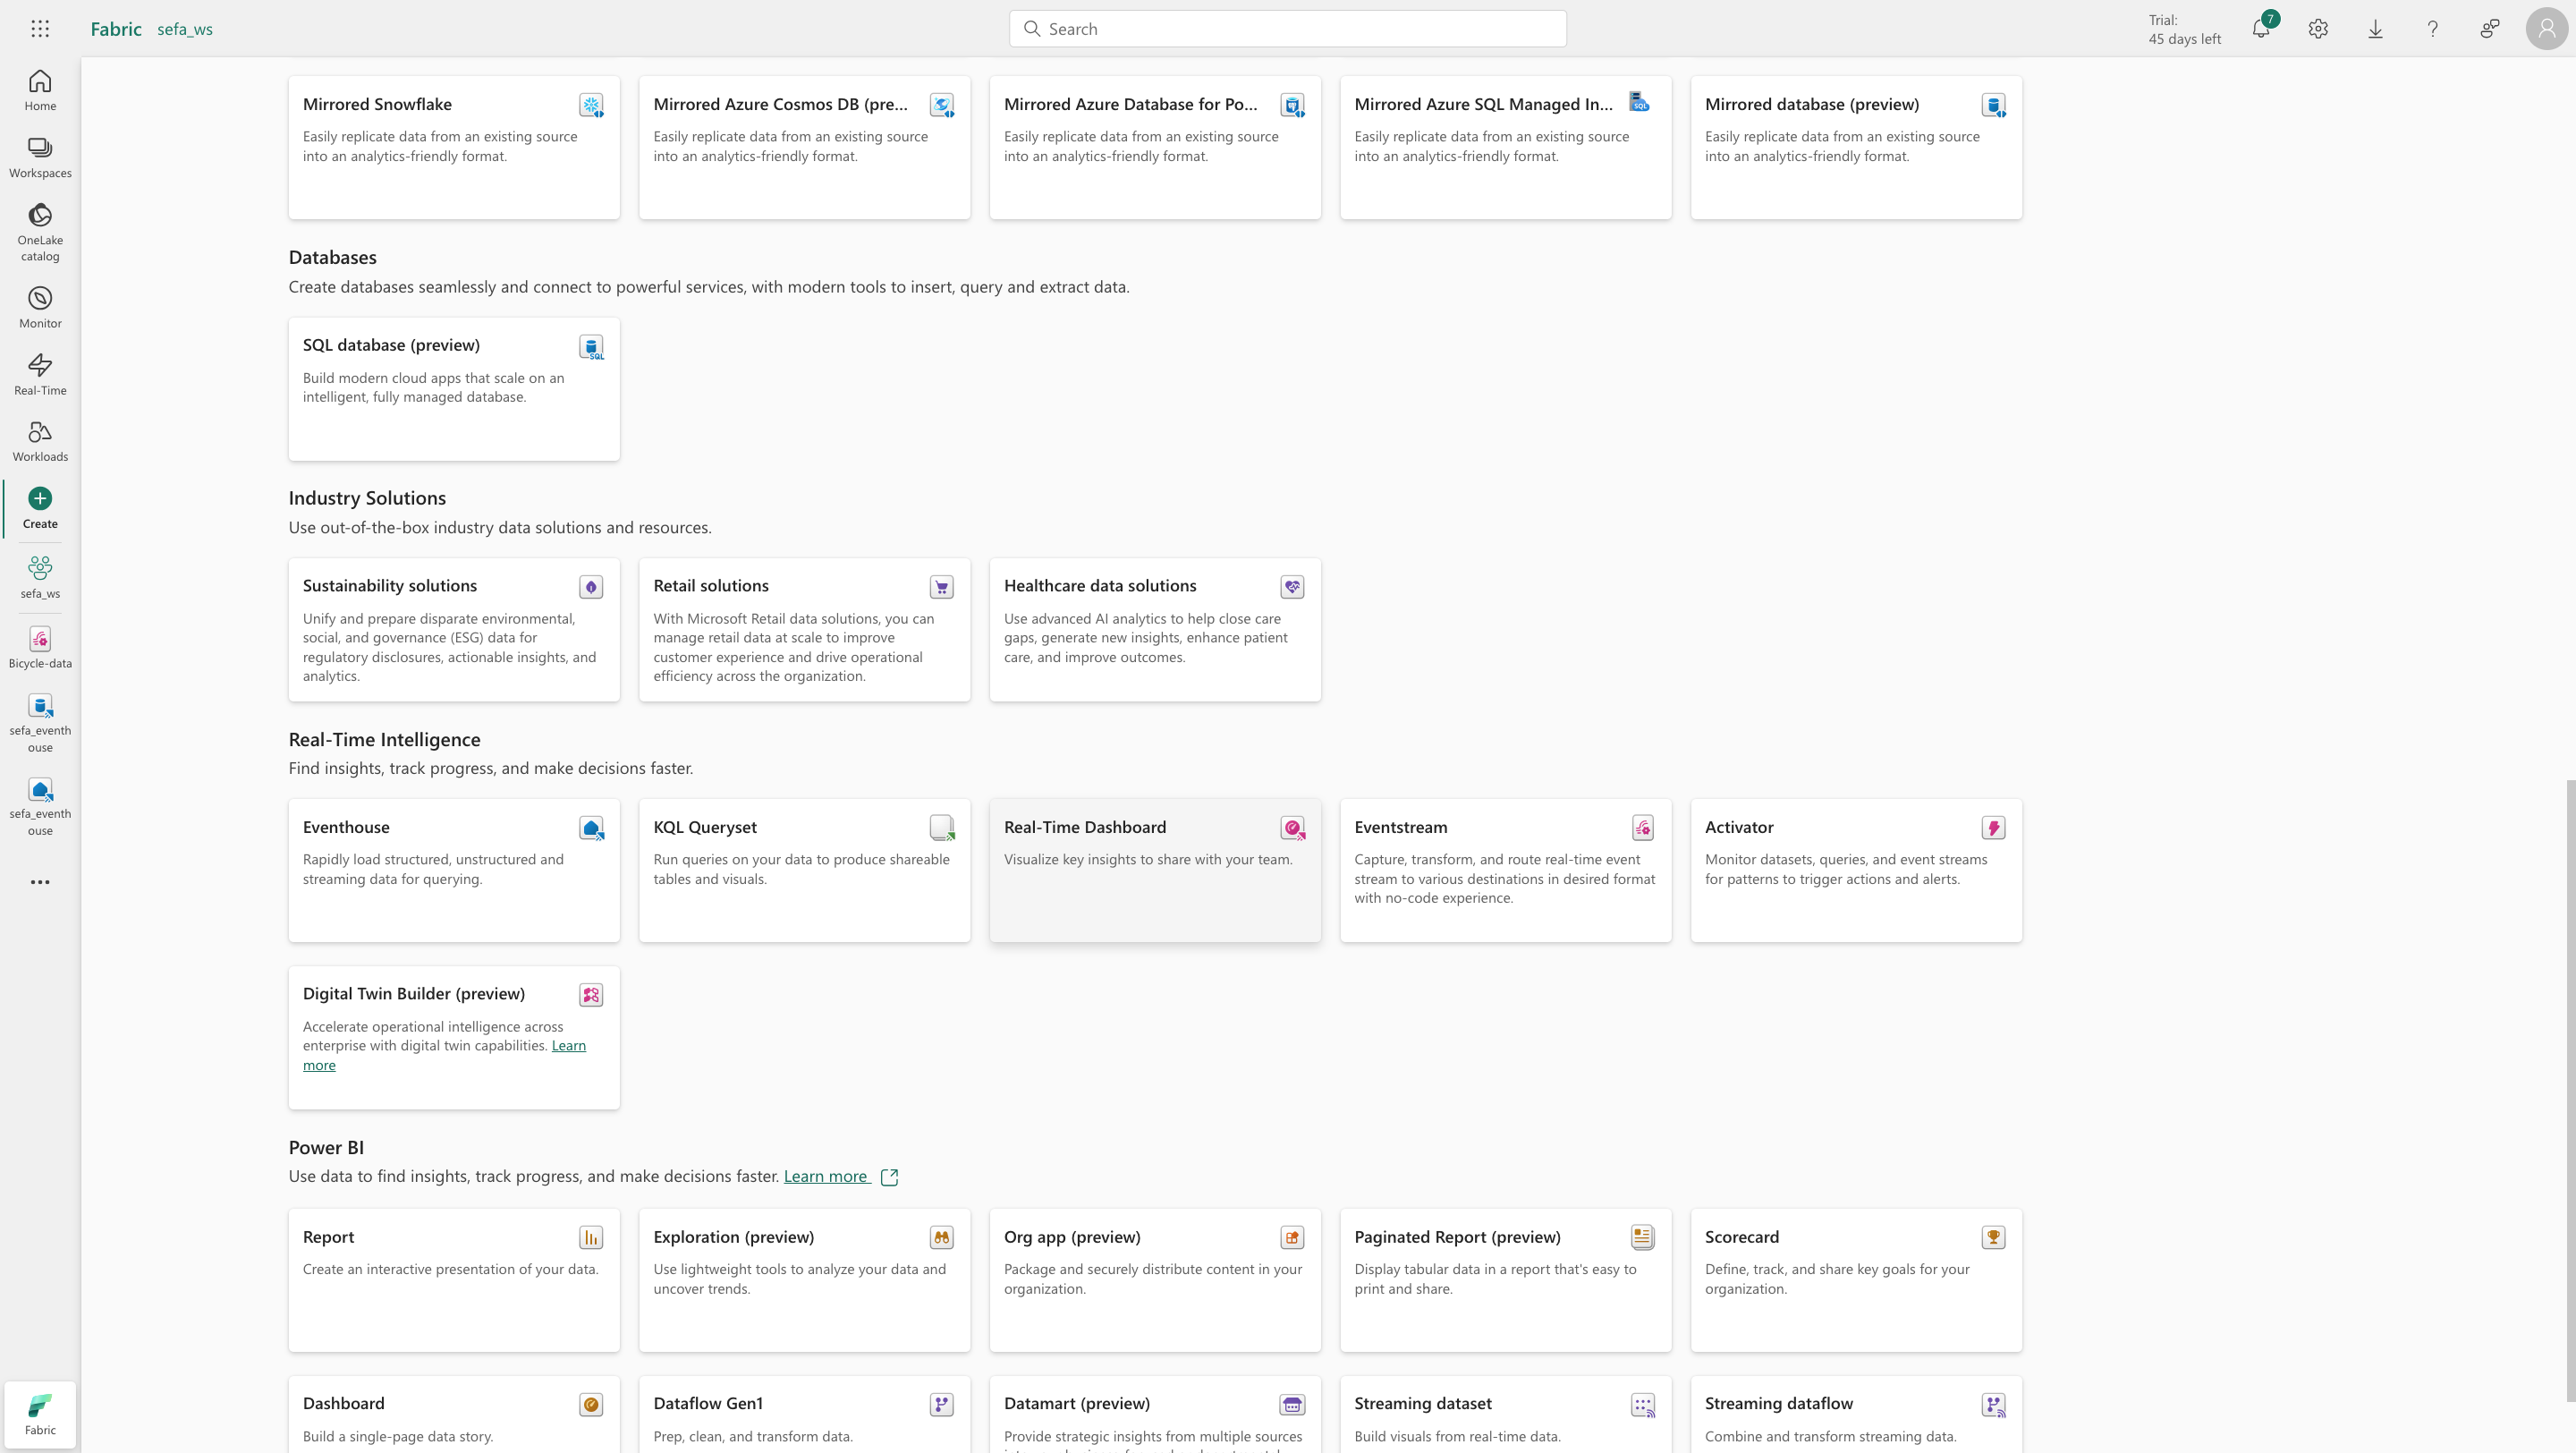 Fabric sefa_ws
Search
Trial:
45 days left
7
Home
Workspaces
OneLake
catalog
Monitor
Real-Time
Workloads
Create
sefa_ws
Bicycle-data
sefa_eventh
ouse
sefa_eventh
ouse
Fabric
Mirrored Snowflake
Easily replicate data from an existing source
into an analytics-friendly format.
Mirrored Azure Cosmos DB (pre...
Easily replicate data from an existing source
into an analytics-friendly format.
Mirrored Azure Database for Po...
Easily replicate data from an existing source
into an analytics-friendly format.
Mirrored Azure SQL Managed In...
SQL
Easily replicate data from an existing source
into an analytics-friendly format.
Mirrored database (preview)
Easily replicate data from an existing source
into an analytics-friendly format.
Databases
Create databases seamlessly and connect to powerful services, with modern tools to insert, query and extract data.
SQL database (preview)
SQL
Build modern cloud apps that scale on an
intelligent, fully managed database.
Industry Solutions
Use out-of-the-box industry data solutions and resources.
Sustainability solutions
Unify and prepare disparate environmental,
social, and governance (ESG) data for
regulatory disclosures, actionable insights, and
analytics.
Retail solutions
With Microsoft Retail data solutions, you can
manage retail data at scale to improve
customer experience and drive operational
efficiency across the organization.
Healthcare data solutions
Use advanced AI analytics to help close care
gaps, generate new insights, enhance patient
care, and improve outcomes.
Real-Time Intelligence
Find insights, track progress, and make decisions faster.
Eventhouse
Rapidly load structured, unstructured and
streaming data for querying.
KQL Queryset
Run queries on your data to produce shareable
tables and visuals.
Real-Time Dashboard
Visualize key insights to share with your team.
Eventstream
Capture, transform, and route real-time event
stream to various destinations in desired format
with no-code experience.
Activator
Monitor datasets, queries, and event streams
for patterns to trigger actions and alerts.
Digital Twin Builder (preview)
Accelerate operational intelligence across
enterprise with digital twin capabilities. Learn
more
Power BI
Use data to find insights, track progress, and make decisions faster. Learn more
Report
Create an interactive presentation of your data.
Exploration (preview)
Use lightweight tools to analyze your data and
uncover trends.
Org app (preview)
Package and securely distribute content in your
organization.
Paginated Report (preview)
Display tabular data in a report that's easy to
print and share.
Scorecard
Define, track, and share key goals for your
organization.
Dashboard
Build a single-page data story.
Dataflow Gen1
Prep, clean, and transform data.
Datamart (preview)
Provide strategic insights from multiple sources
Streaming dataset
Build visuals from real-time data.
Streaming dataflow
Combine and transform streaming data.